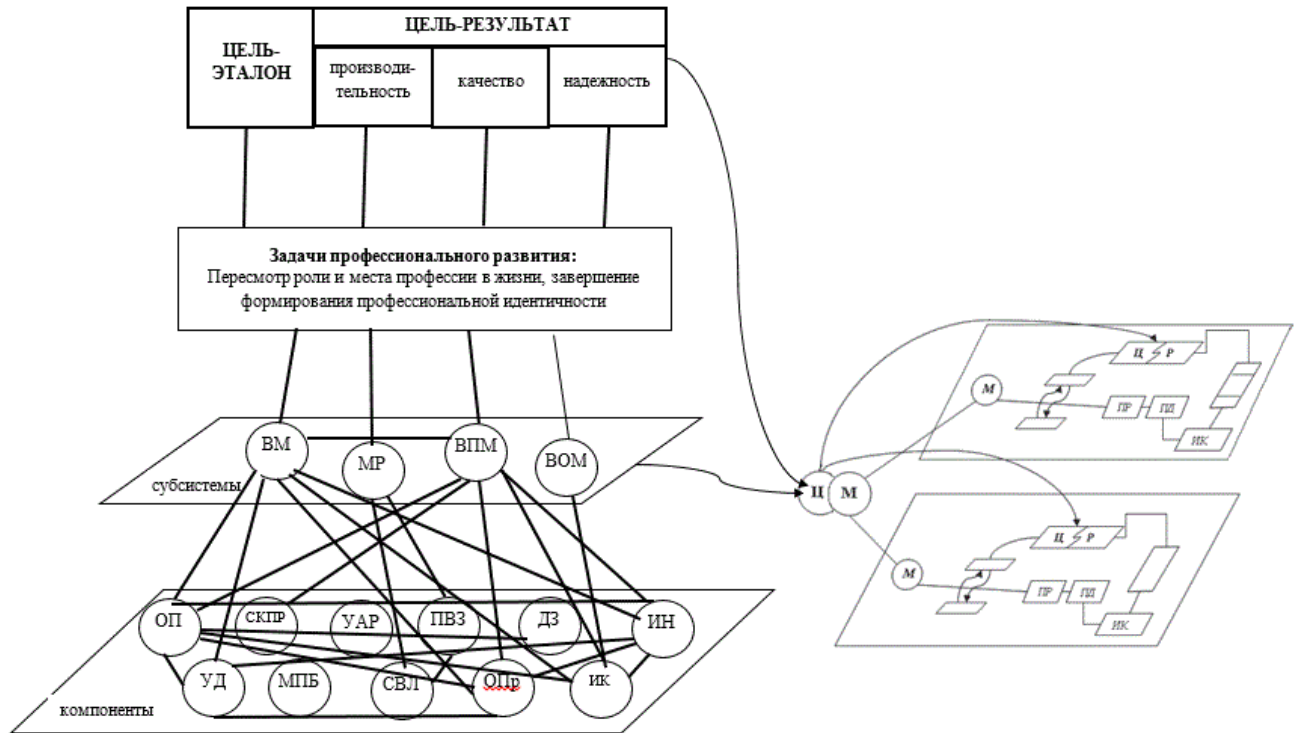 ЦЕЛЬ-РЕЗУЛЬТАТ
ЦЕЛЬ-
ЭТАЛОН
производи-
тельность
качество
надежность
Задачи профессионального развития:
Пересмотр роли и места профессии в жизни, завершение
формирования профессиональной идентичности
ВМ
МР
ВПМ
ВОМ
субсистемы
ОП
СКПР
УАР
ПВЗ
ДЗ
ИН
УД
МПБ
СВЛ
ОПр
ИК
компоненты
Ц
М
Ц
Р
М
ПР
ПД
ИК
Ц
Р
М
ПР
ПД
ИК